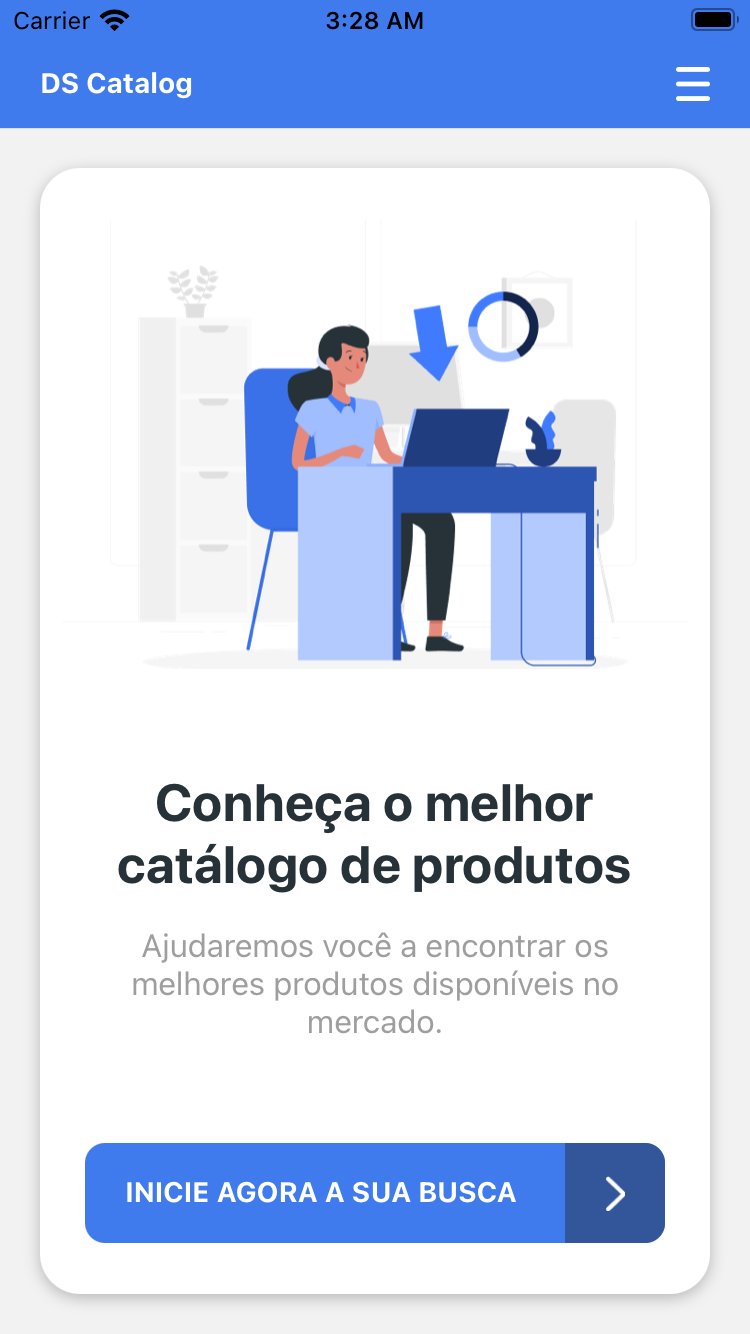 Carrier 3:28 AM
DS Catalog
Conheça o melhor
catálogo de produtos
Ajudaremos você a encontrar os
melhores produtos disponíveis no
mercado.
INICIE AGORA A SUA BUSCA